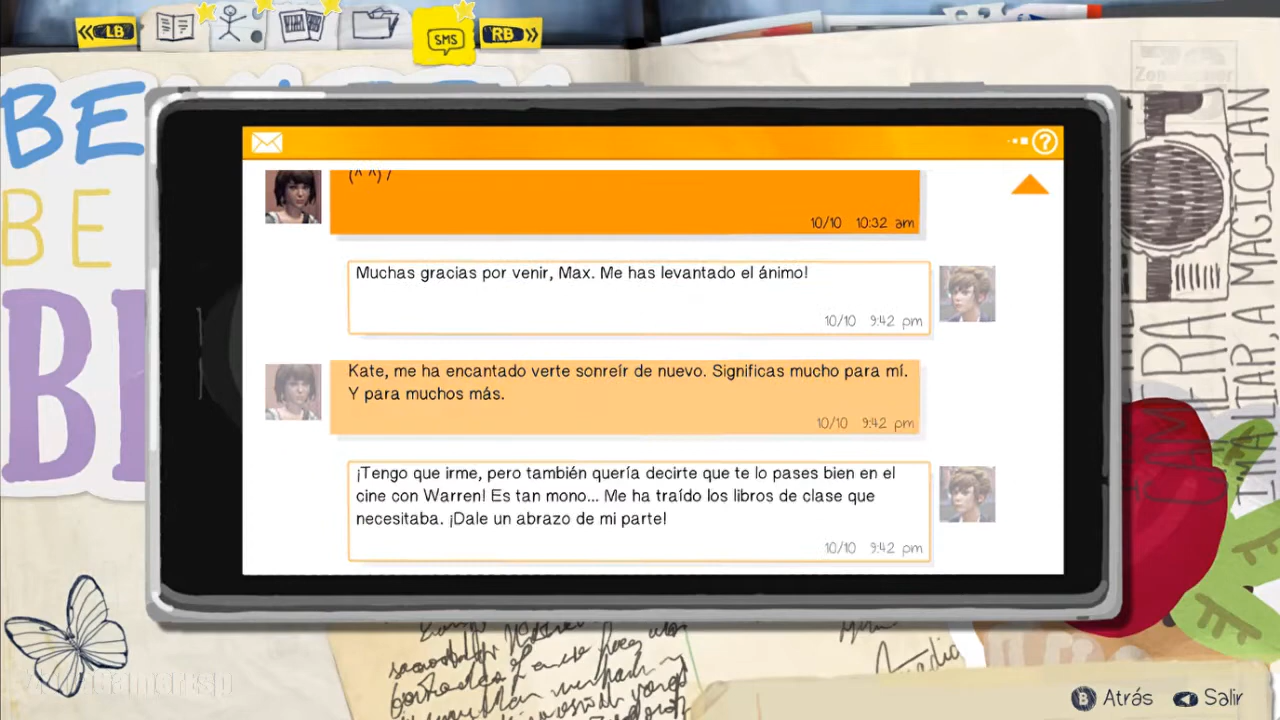 LB
SMS
RB
BE
BE
(^ ^) /
10/10 10:32 am
Muchas gracias por venir, Max. Me has levantado el ánimo!
10/10 9:42 pm
Kate, me ha encantado verte sonreír de nuevo. Significas mucho para mí.
Y para muchos más.
10/10 9:42 pm
¡Tengo que irme, pero también quería decirte que te lo pases bien en el
cine con Warren! Es tan mono... Me ha traído los libros de clase que
necesitaba. ¡Dale un abrazo de mi parte!
10/10 9:42 pm
A MAGICIAN
B Atrás
Salir